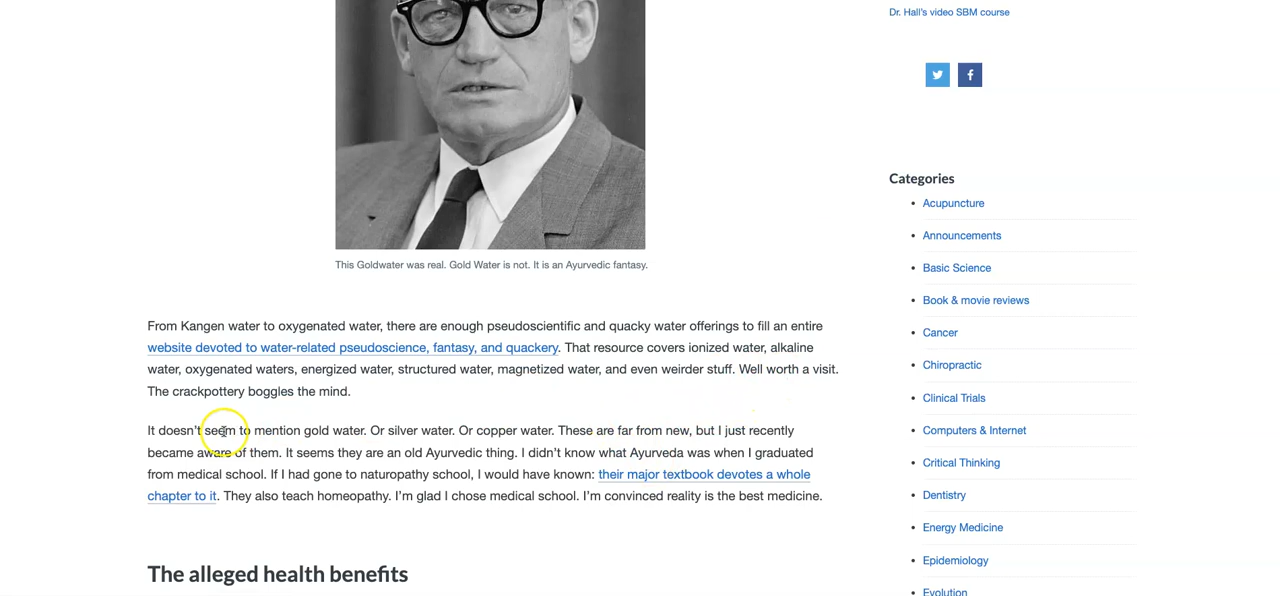 Dr. Hall's video SBM course
Categories
Acupuncture
Announcements
Basic Science
Book & movie reviews
Cancer
Chiropractic
Clinical Trials
Computers & Internet
Critical Thinking
Dentistry
Energy Medicine
Epidemiology
Evolution
This Goldwater was real. Gold Water is not. It is an Ayurvedic fantasy.
From Kangen water to oxygenated water, there are enough pseudoscientific and quacky water offerings to fill an entire
website devoted to water-related pseudoscience, fantasy, and quackery. That resource covers ionized water, alkaline
water, oxygenated waters, energized water, structured water, magnetized water, and even weirder stuff. Well worth a visit.
The crackpottery boggles the mind.
It doesn't seem to mention gold water. Or silver water. Or copper water. These are far from new, but I just recently
became aware of them. It seems they are an old Ayurvedic thing. I didn't know what Ayurveda was when I graduated
from medical school. If I had gone to naturopathy school, I would have known: their major textbook devotes a whole
chapter to it. They also teach homeopathy. I'm glad I chose medical school. I'm convinced reality is the best medicine.
The alleged health benefits